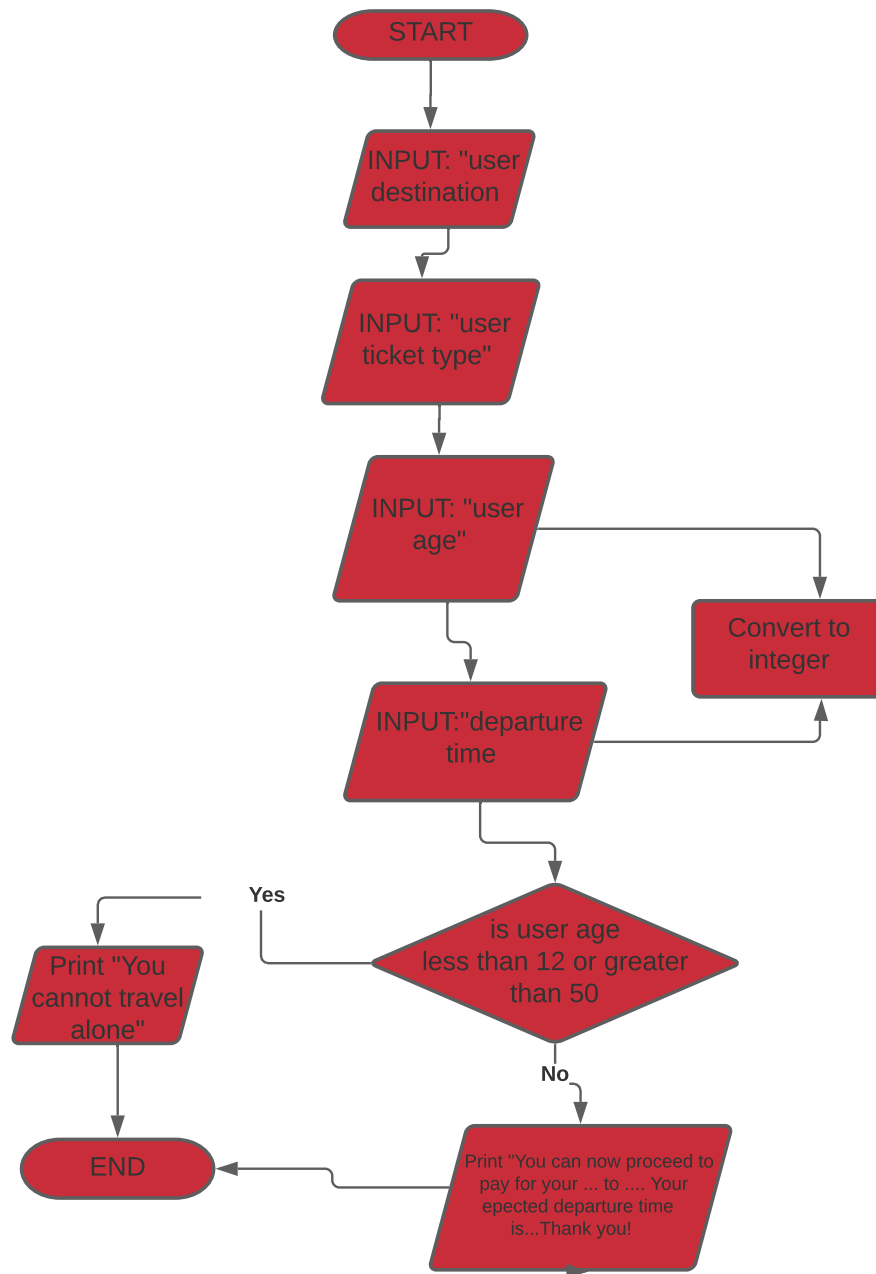 START
INPUT: "user
destination
INPUT: "user
ticket type"
INPUT: "user
age"
Convert to
integer
INPUT:"departure
time
is user age
less than 12 or greater
than 50
Yes
Print "You
cannot travel
alone"
No
Print "You can now proceed to
pay for your ... to .... Your
epected departure time
is...Thank you!
END